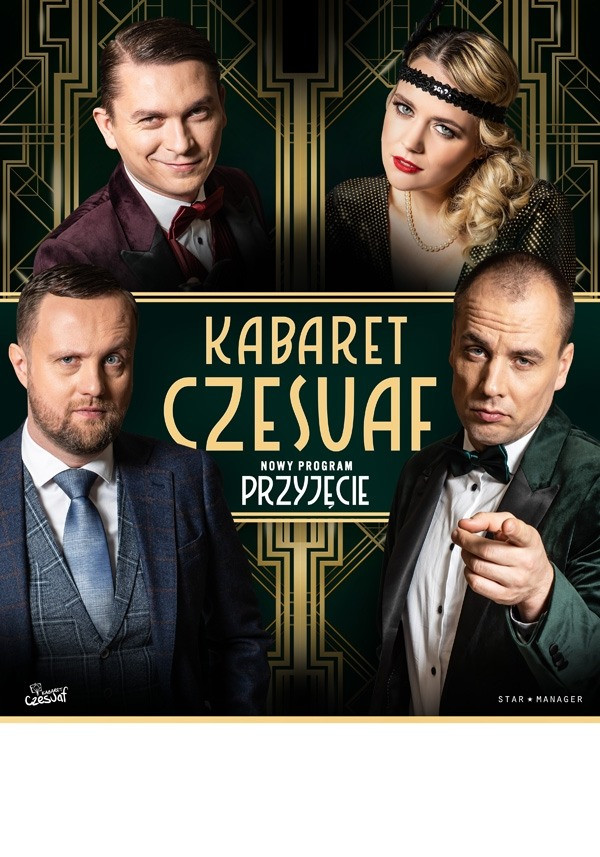 KABARET
CZESUAF
NOWY PROGRAM
PRZYJĘCIE
KABARET
czesuaf
STAR★MANAGER